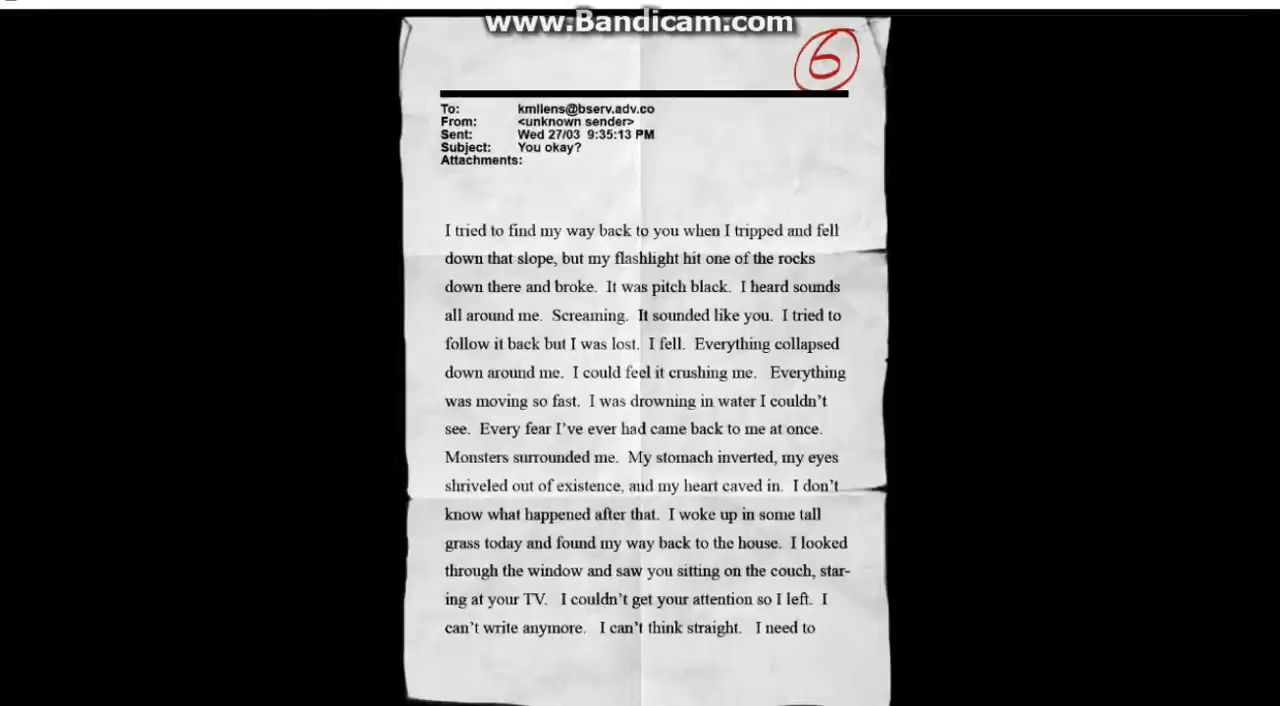 www.Bandicam.com
6
To: kmllens@bserv.adv.co
From: <unknown sender>
Sent: Wed 27/03 9:35:13 PM
Subject: You okay?
Attachments:
I tried to find my way back to you when I tripped and fell
down that slope, but my flashlight hit one of the rocks
down there and broke. It was pitch black. I heard sounds
all around me. Screaming. It sounded like you. I tried to
follow it back but I was lost. I fell. Everything collapsed
down around me. I could feel it crushing me. Everything
was moving so fast. I was drowning in water I couldn't
see. Every fear I've ever had came back to me at once.
Monsters surrounded me. My stomach inverted, my eyes
shriveled out of existence, and my heart caved in. I don't
know what happened after that. I woke up in some tall
grass today and found my way back to the house. I looked
through the window and saw you sitting on the couch, star-
ing at your TV. I couldn't get your attention so I left. I
can't write anymore. I can't think straight. I need to